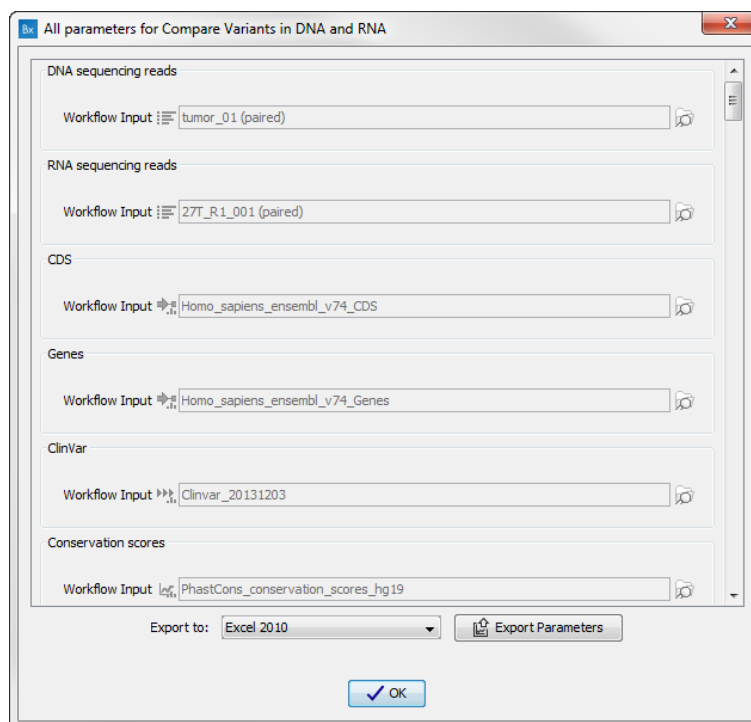 Bx All parameters for Compare Variants in DNA and RNA
DNA sequencing reads
Workflow Input tumor_01 (paired)
RNA sequencing reads
Workflow Input 27T_R1_001 (paired)
CDS
Workflow Input Homo_sapiens_ensembl_v74_CDS
Genes
Workflow Input Homo_sapiens_ensembl_v74_Genes
ClinVar
Workflow Input Clinvar_20131203
Conservation scores
Workflow Input PhastCons_conservation_scores_hg19
Export to: Excel 2010 Export Parameters
OK